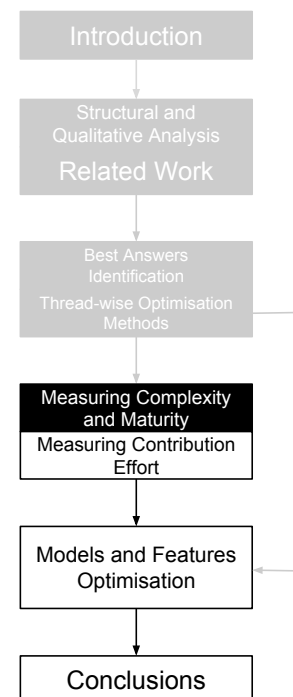 Introduction
Structural and
Qualitative Analysis
Related Work
Best Answers
Identification
Thread-wise Optimisation
Methods
Measuring Complexity
and Maturity
Measuring Contribution
Effort
Models and Features
Optimisation
Conclusions